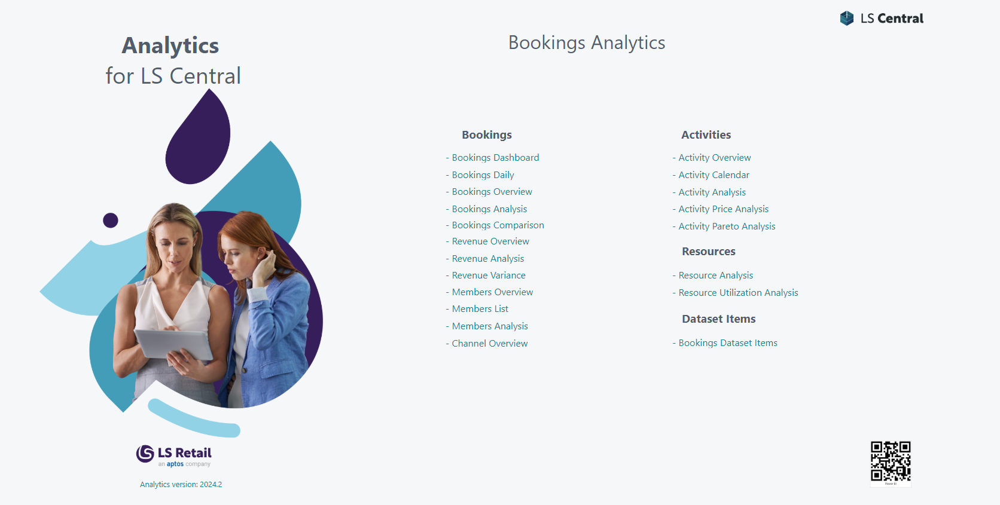 LS Central
Analytics
for LS Central
Bookings Analytics
Bookings
- Bookings Dashboard
- Bookings Daily
- Bookings Overview
- Bookings Analysis
- Bookings Comparison
- Revenue Overview
- Revenue Analysis
- Revenue Variance
- Members Overview
- Members List
- Members Analysis
- Channel Overview
Activities
- Activity Overview
- Activity Calendar
- Activity Analysis
- Activity Price Analysis
- Activity Pareto Analysis
Resources
- Resource Analysis
- Resource Utilization Analysis
Dataset Items
- Bookings Dataset Items
LS Retail
an aptos company
Analytics version: 2024.2
Power BI